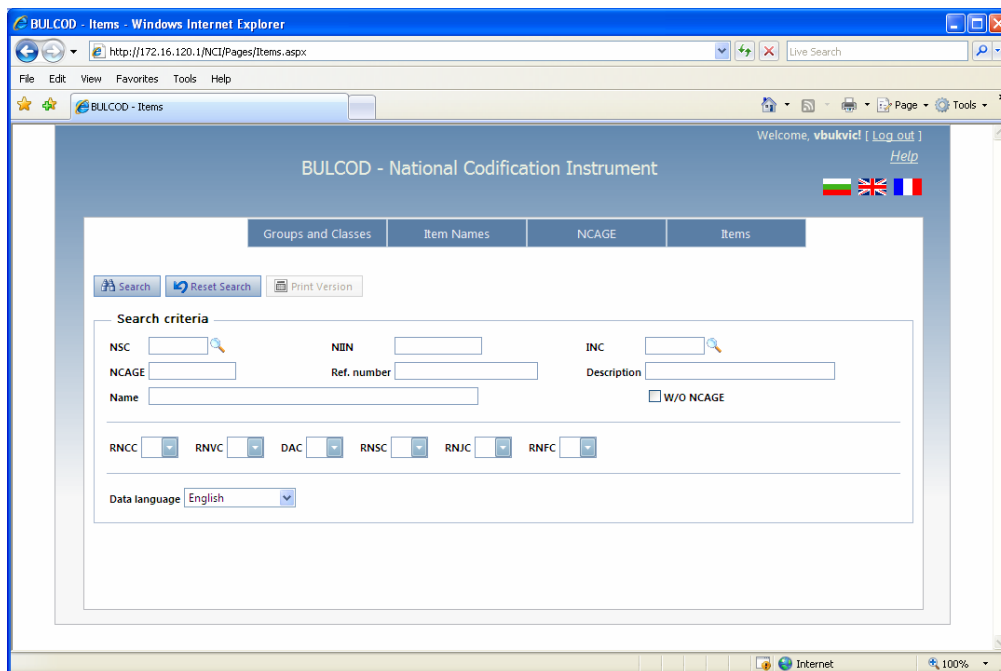 BULCOD - Items - Windows Internet Explorer
http://172.16.120.1/NCI/Pages/Items.aspx
Live Search
File Edit View Favorites Tools Help
BULCOD - Items
Page Tools
Welcome, vbukvic! [ Log out ]
Help
BULCOD - National Codification Instrument
Groups and Classes Item Names NCAGE Items
Search Reset Search Print Version
Search criteria
NSC NIIN INC
NCAGE Ref. number Description
Name W/O NCAGE
RNCC RNVC DAC RNSC RNJC RNFC
Data language English
Internet 100%